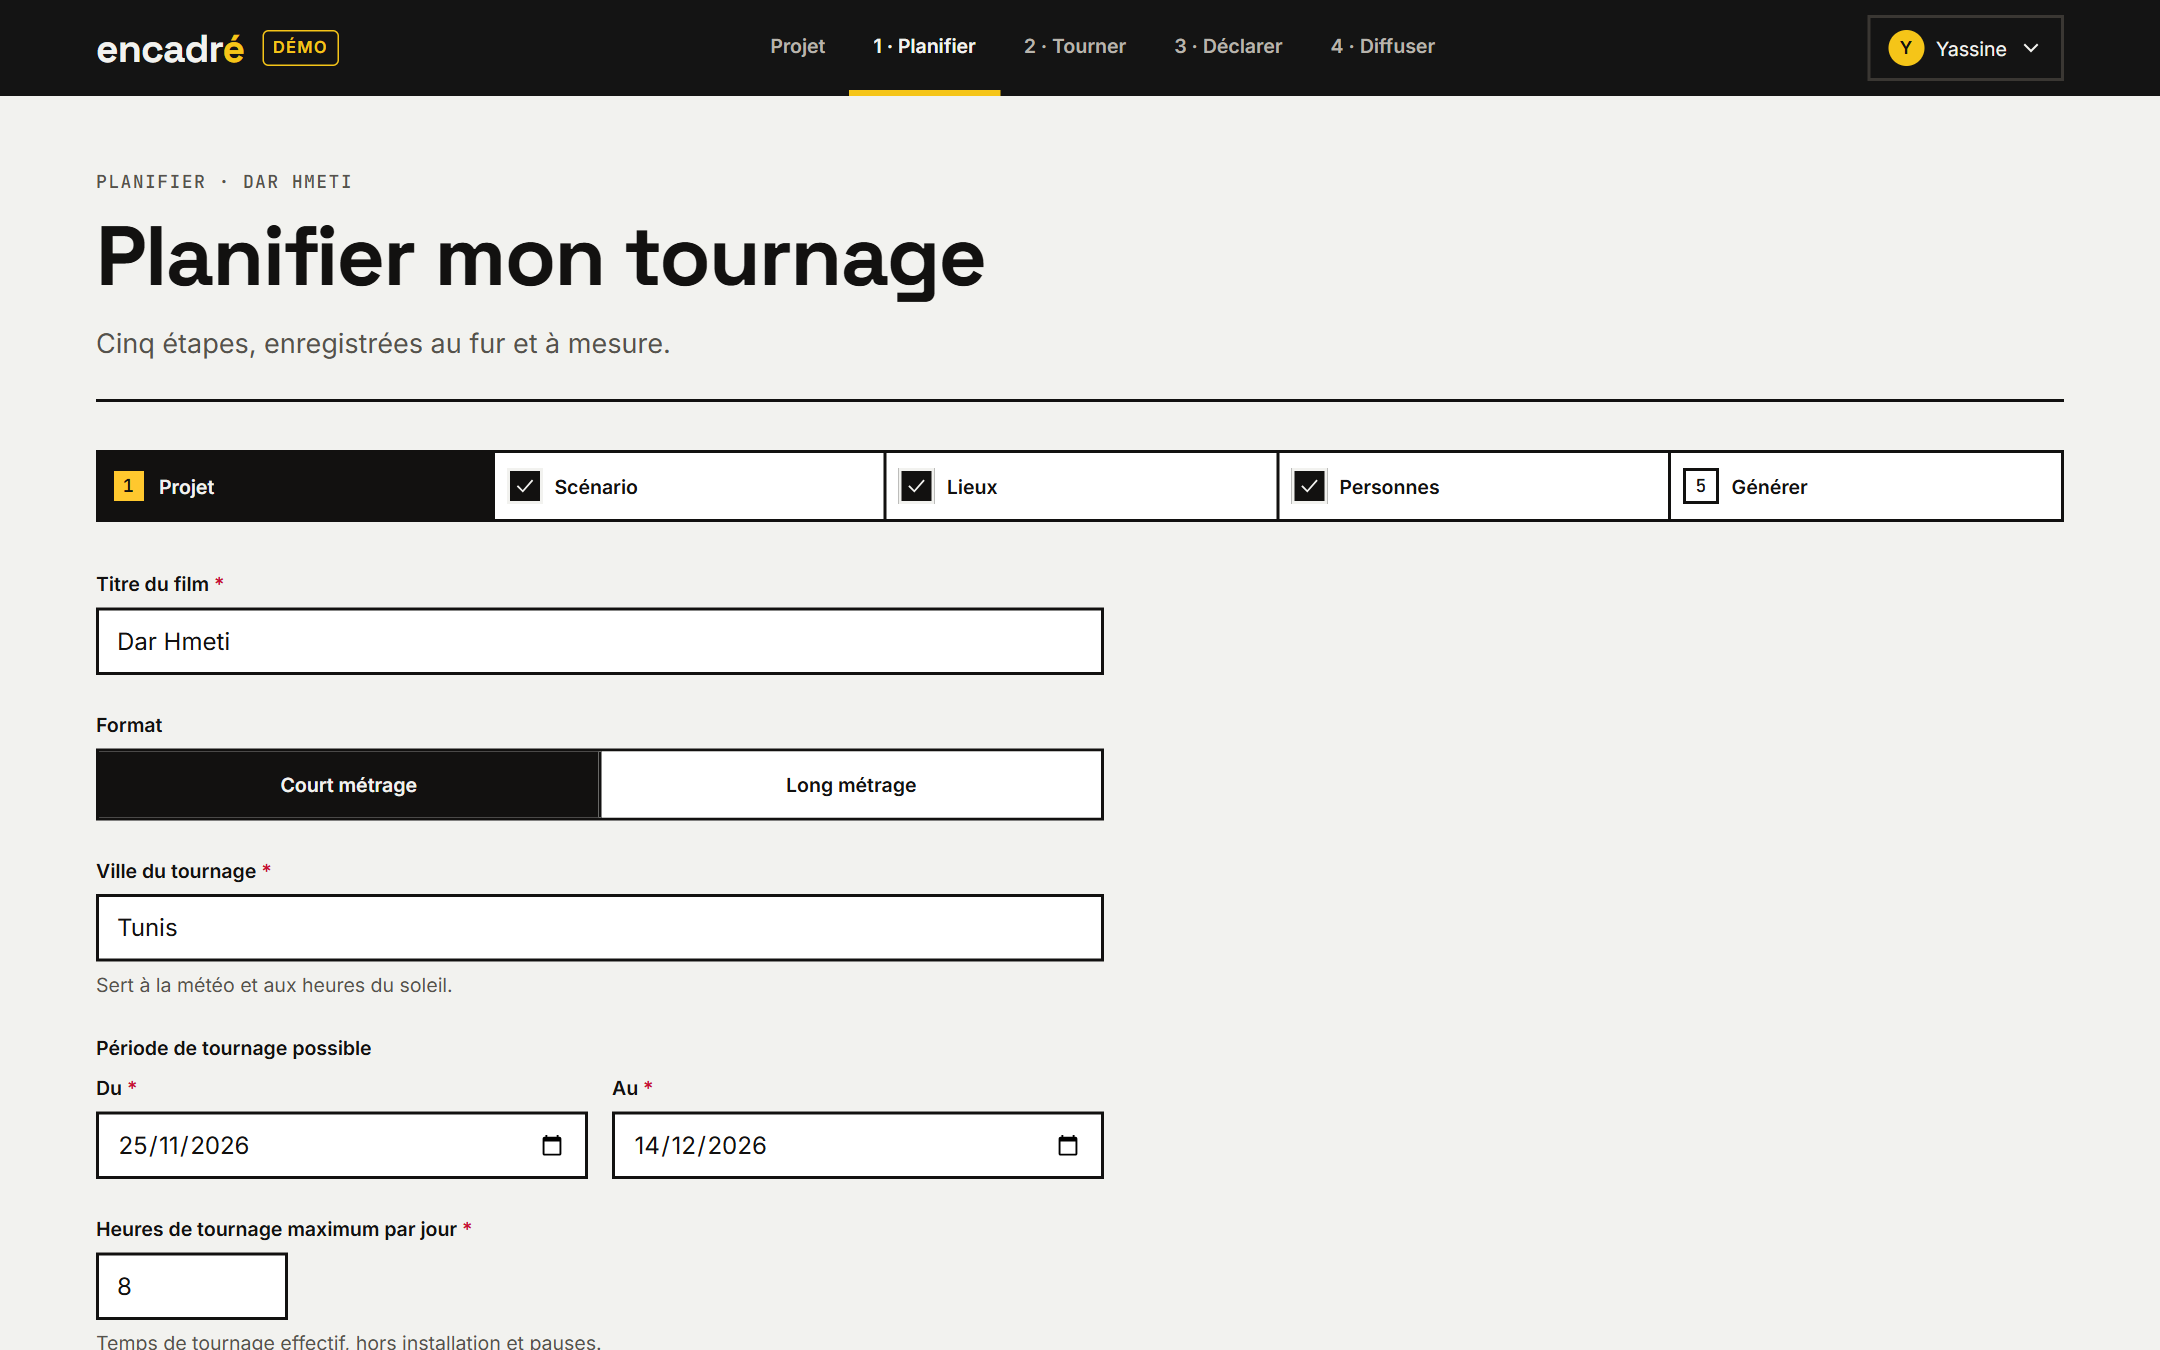 encadré DÉMO Projet 1 · Planifier 2 · Tourner 3 · Déclarer 4 · Diffuser Y Yassine
PLANIFIER · DAR HMETI
Planifier mon tournage
Cinq étapes, enregistrées au fur et à mesure.
1 Projet Scénario Lieux Personnes 5 Générer
Titre du film *
Dar Hmeti
Format
Court métrage Long métrage
Ville du tournage *
Tunis
Sert à la météo et aux heures du soleil.
Période de tournage possible
Du * Au *
25/11/2026 14/12/2026
Heures de tournage maximum par jour *
8
Temps de tournage effectif, hors installation et pauses.